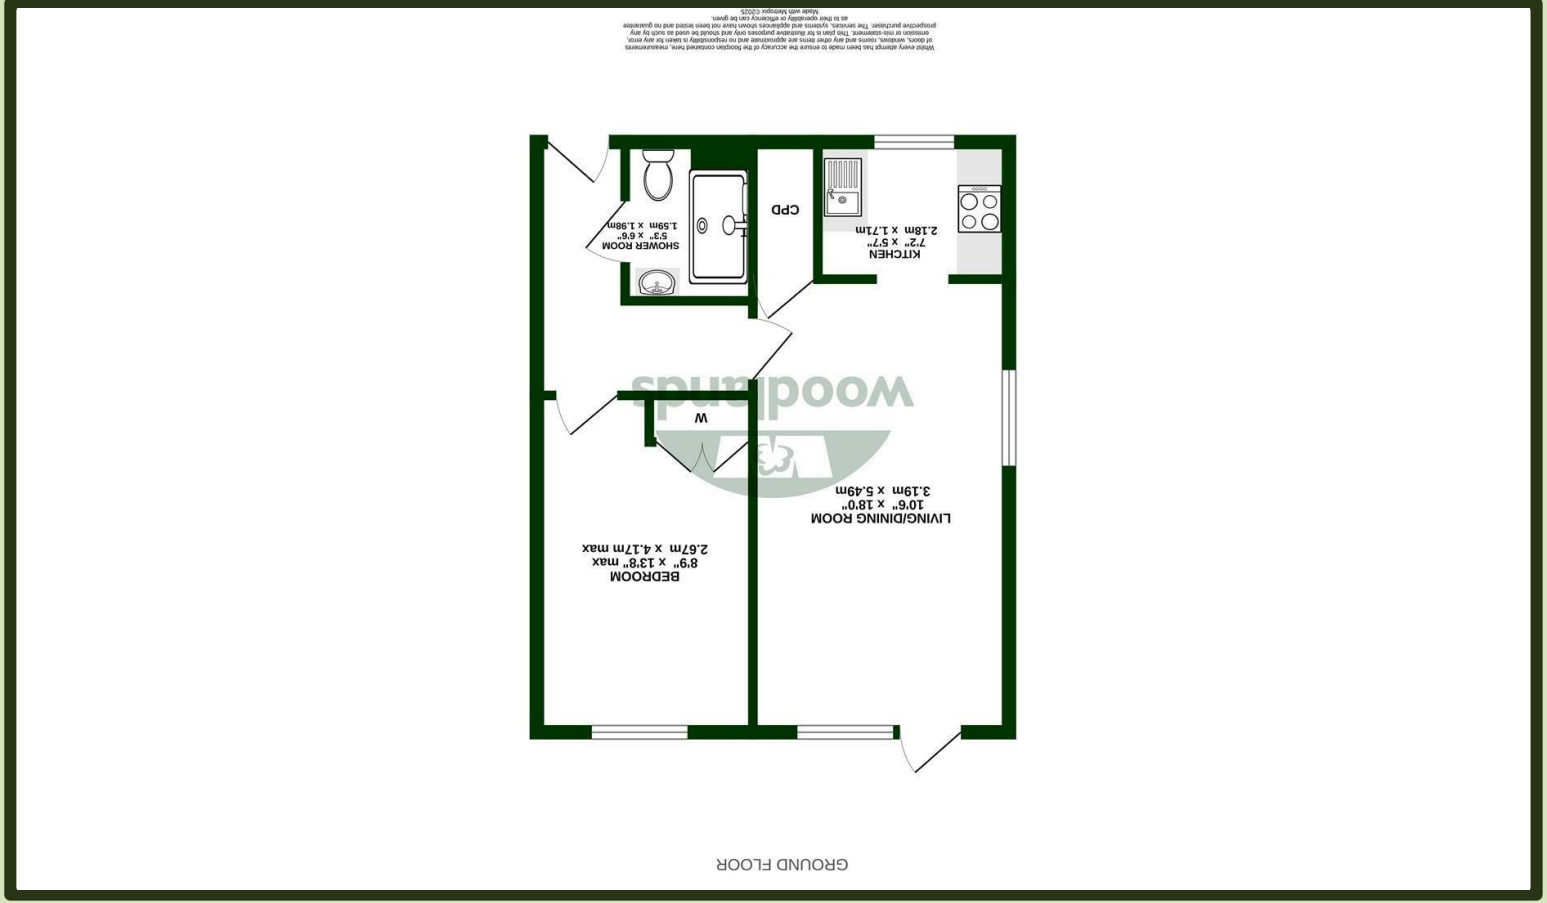 GROUND FLOOR
LIVING/DINING ROOM
10'6" x 18'0"
3.19m x 5.49m
BEDROOM
8'9" x 13'8" max
2.67m x 4.17m max
W
woodlands
KITCHEN
7'2" x 5'7"
2.18m x 1.71m
SHOWER ROOM
5'3" x 6'6"
1.59m x 1.98m
CPD
Whilst every attempt has been made to ensure the accuracy of the floorplan contained here, measurements
of doors, windows, rooms and any other items are approximate and no responsibility is taken for any error,
omission or mis-statement. This plan is for illustrative purposes only and should be used as such by any
prospective purchaser. The services, systems and appliances shown have not been tested and no guarantee
as to their operability or efficiency can be given.
Made with Metropix ©2025